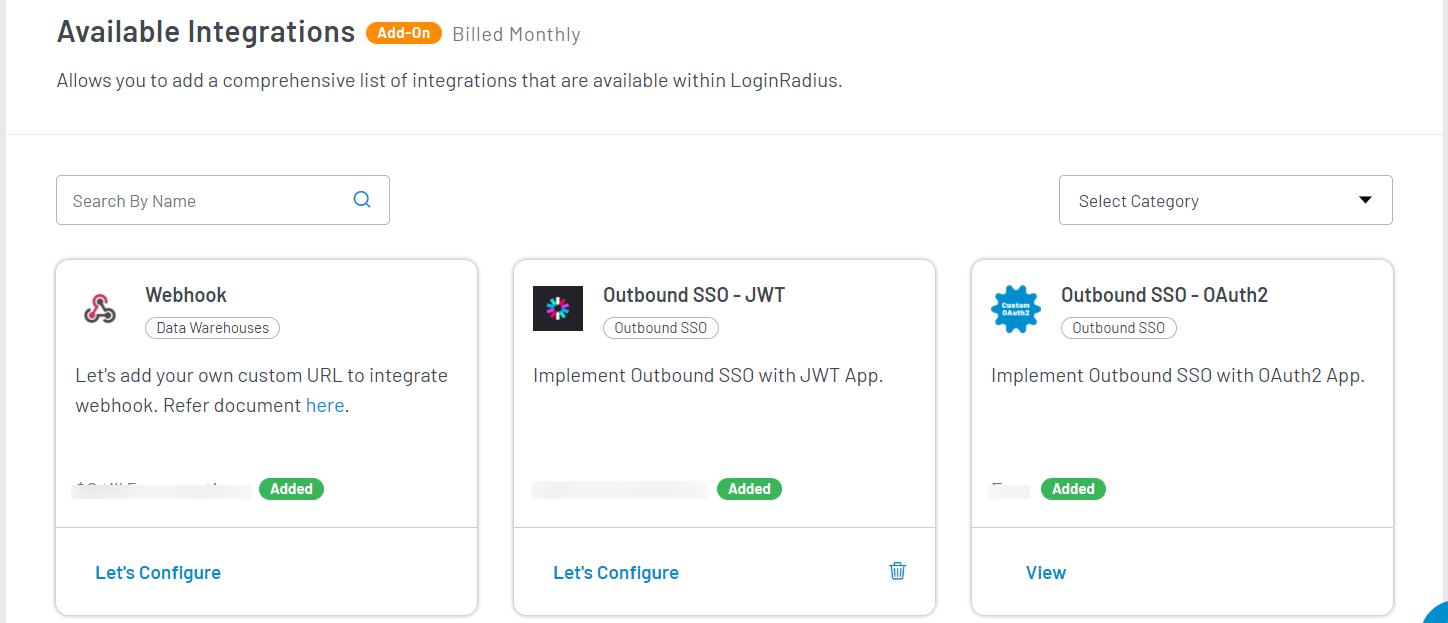 Available Integrations Add-On Billed Monthly
Allows you to add a comprehensive list of integrations that are available within LoginRadius.
Search By Name
Select Category
Webhook
Data Warehouses
Let's add your own custom URL to integrate
webhook. Refer document here.
Added
Let's Configure
Outbound SSO - JWT
Outbound SSO
Implement Outbound SSO with JWT App.
Added
Let's Configure
Custom
OAuth2
Outbound SSO - OAuth2
Outbound SSO
Implement Outbound SSO with OAuth2 App.
Added
View